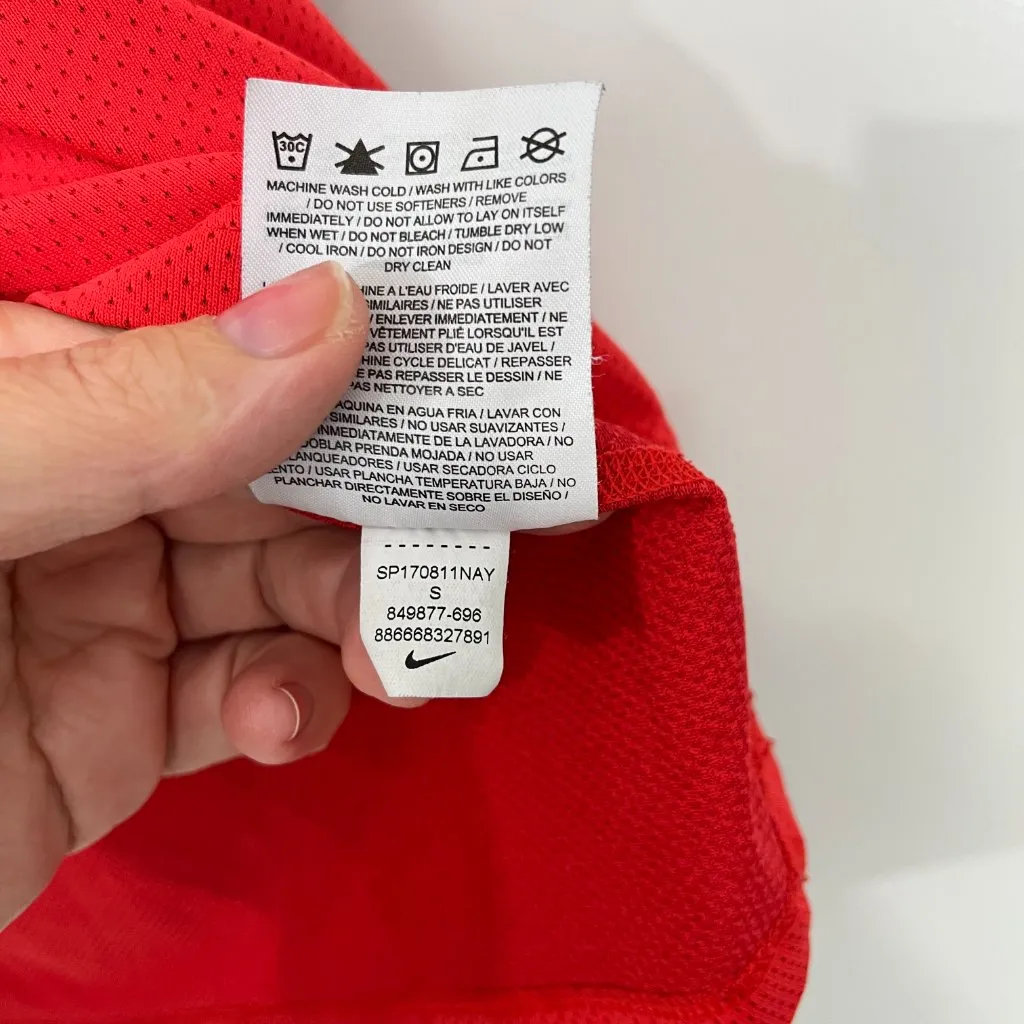 30C
MACHINE WASH COLD / WASH WITH LIKE COLORS
/ DO NOT USE SOFTENERS / REMOVE
IMMEDIATELY / DO NOT ALLOW TO LAY ON ITSELF
WHEN WET / DO NOT BLEACH / TUMBLE DRY LOW
/ COOL IRON / DO NOT IRON DESIGN / DO NOT
DRY CLEAN
A L'EAU FROIDE / LAVER AVEC
SIMILAIRES / NE PAS UTILISER
/ ENLEVER IMMEDIATEMENT / NE
VÊTEMENT PLIÉ LORSQU'IL EST
PAS UTILISER D'EAU DE JAVEL /
CYCLE DELICAT / REPASSER
PAS REPASSER LE DESSIN / NE
PAS NETTOYER A SEC
EN AGUA FRIA / LAVAR CON
SIMILARES / NO USAR SUAVIZANTES /
INMEDIATAMENTE DE LA LAVADORA / NO
DOBLAR PRENDA MOJADA / NO USAR
/ USAR SECADORA CICLO
/ USAR PLANCHA TEMPERATURA BAJA / NO
PLANCHAR DIRECTAMENTE SOBRE EL DISEÑO /
NO LAVAR EN SECO
SP170811NAY
S
849877-696
886668327891